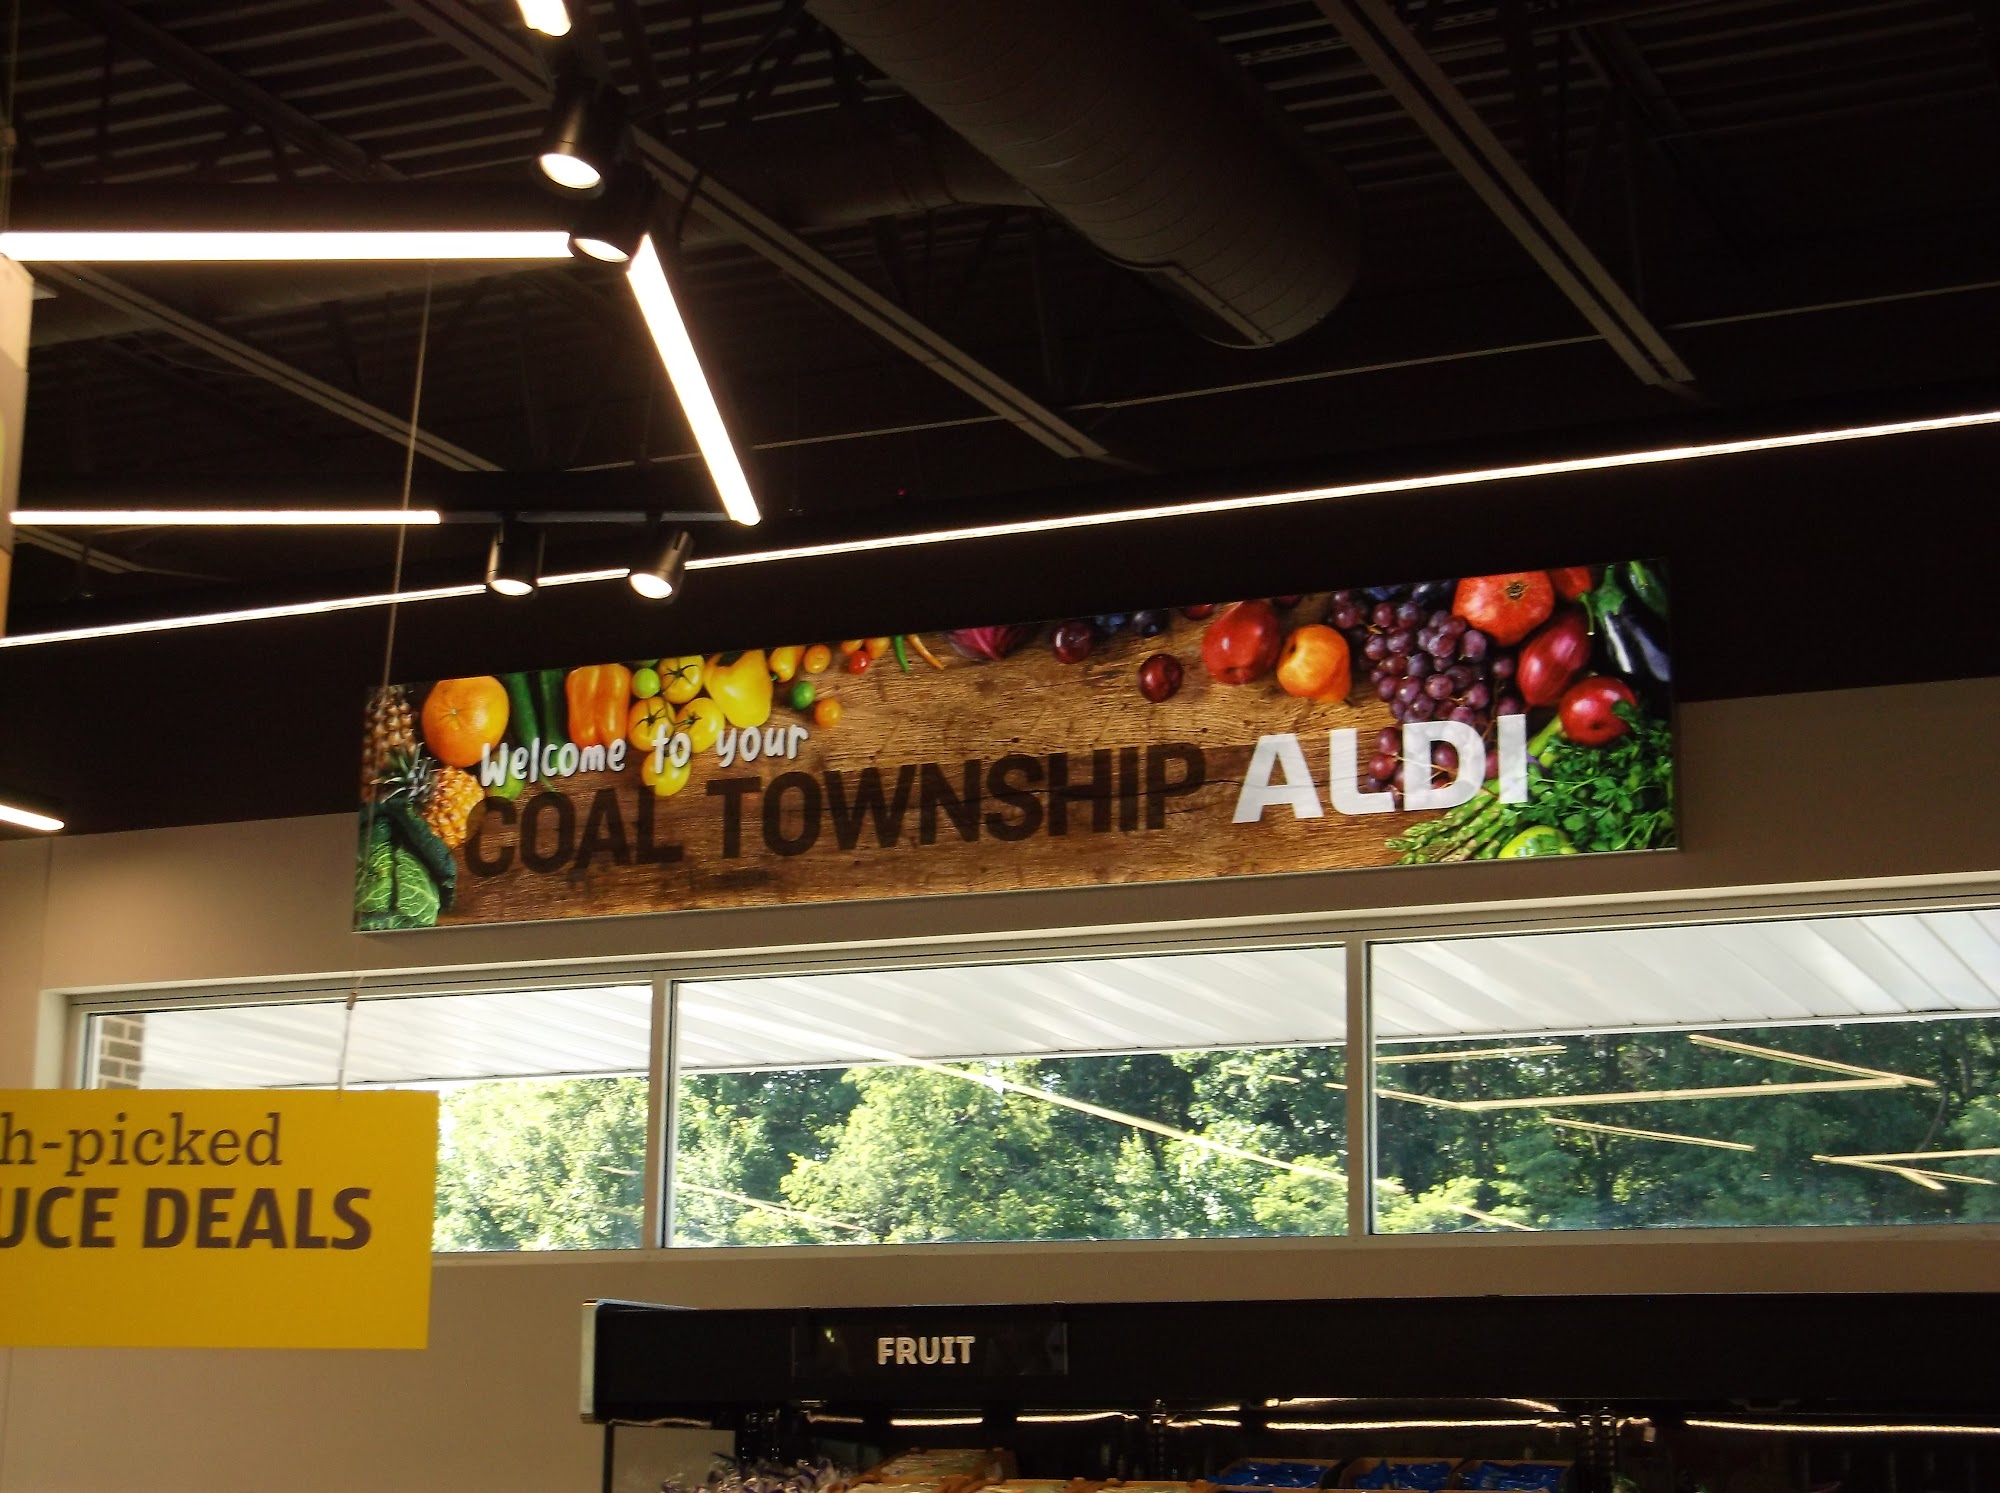 Welcome to your
COAL TOWNSHIP ALDI
h-picked
UCE DEALS
FRUIT